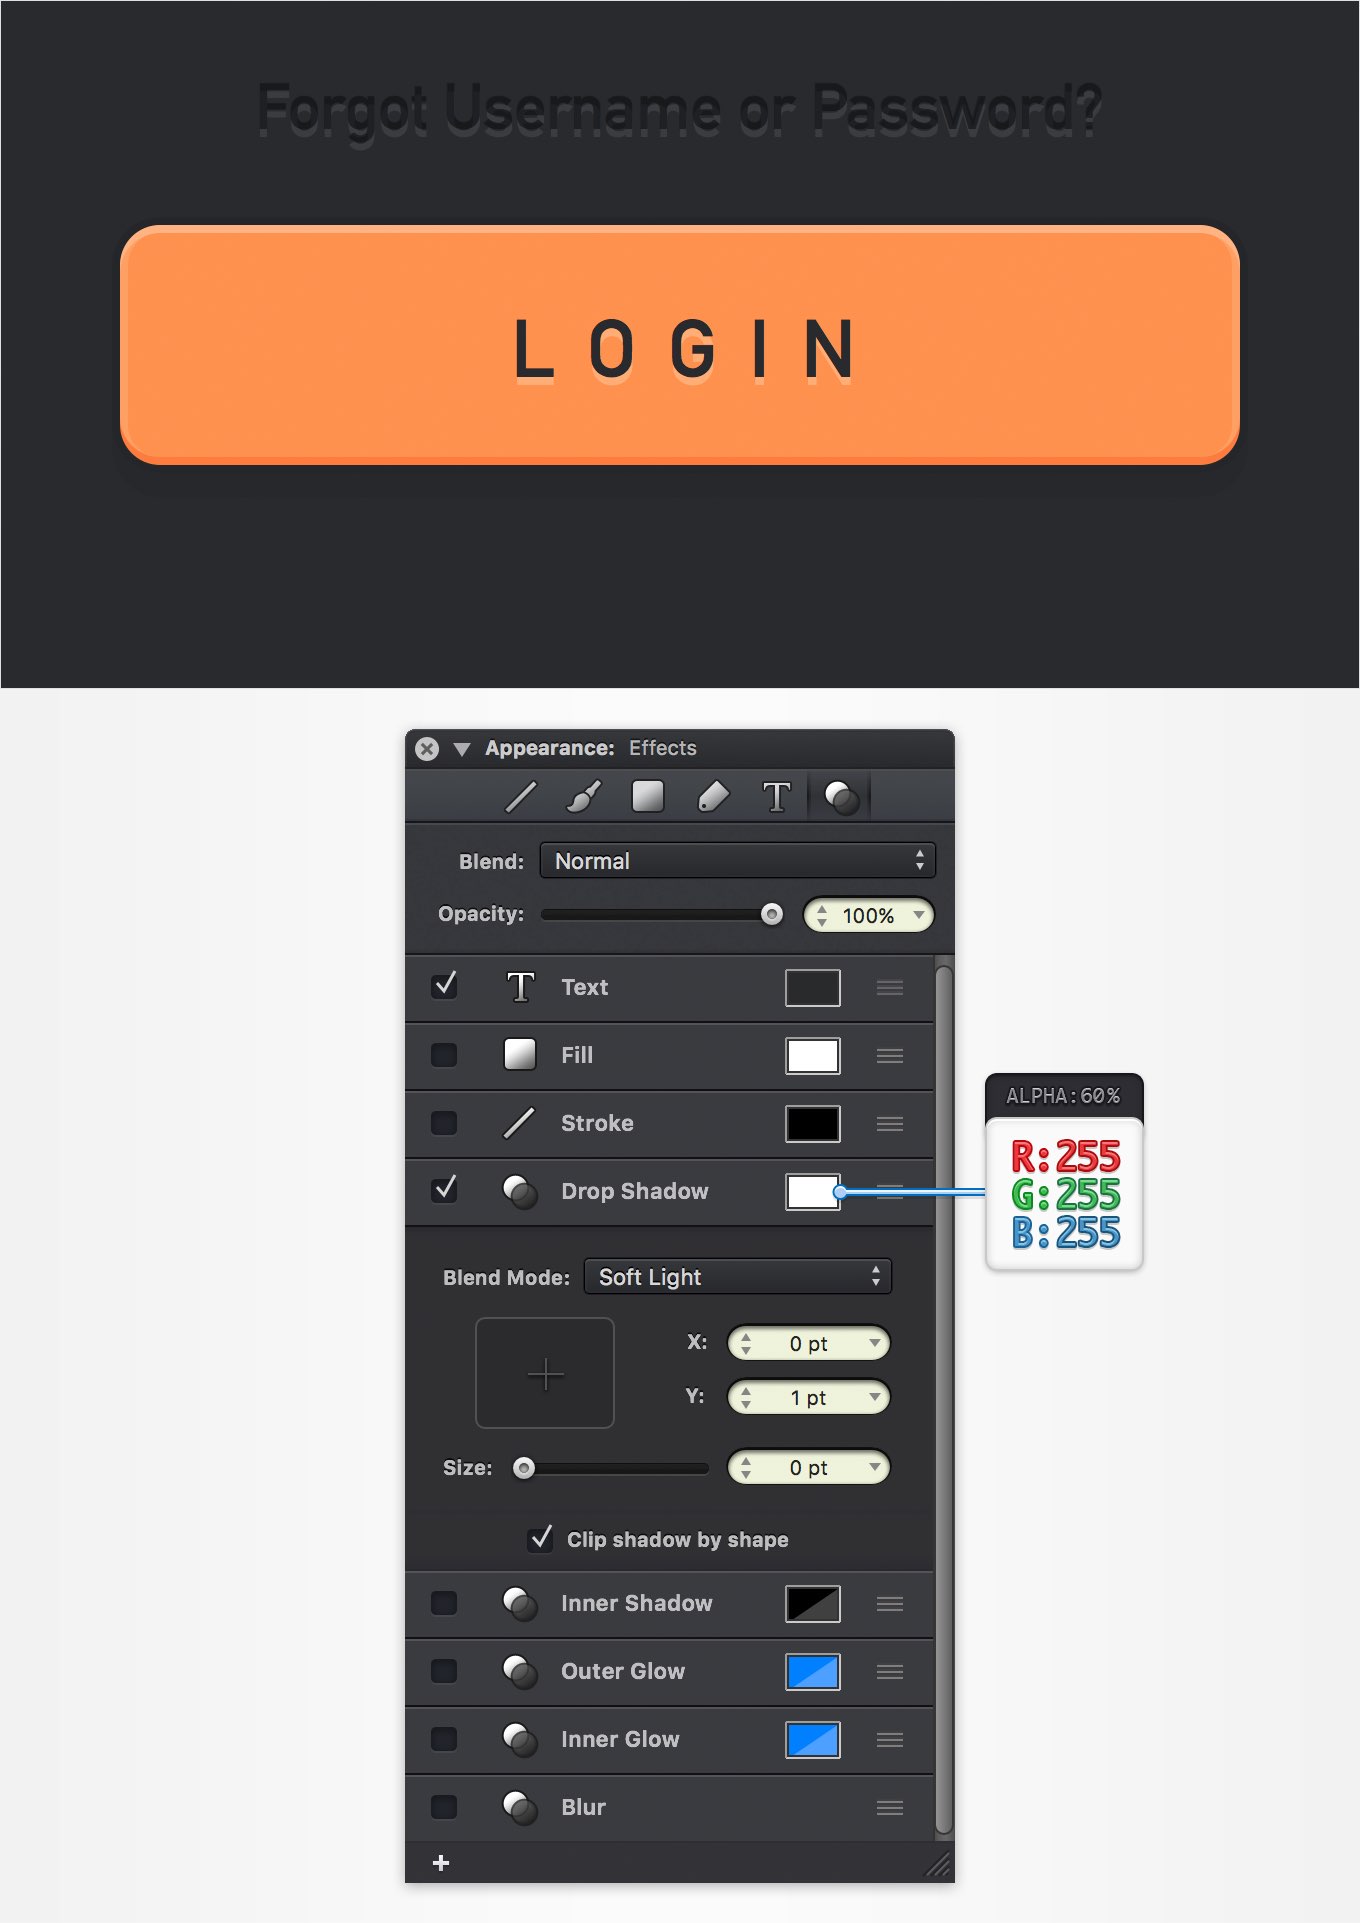 Forgot Username or Password?
LOGIN
Appearance: Effects
T
Blend: Normal
Opacity: 100%
T Text
Fill
Stroke
ALPHA:60%
R:255
G:255
B:255
Drop Shadow
Blend Mode: Soft Light
X: 0 pt
Y: 1 pt
Size: 0 pt
Clip shadow by shape
Inner Shadow
Outer Glow
Inner Glow
Blur